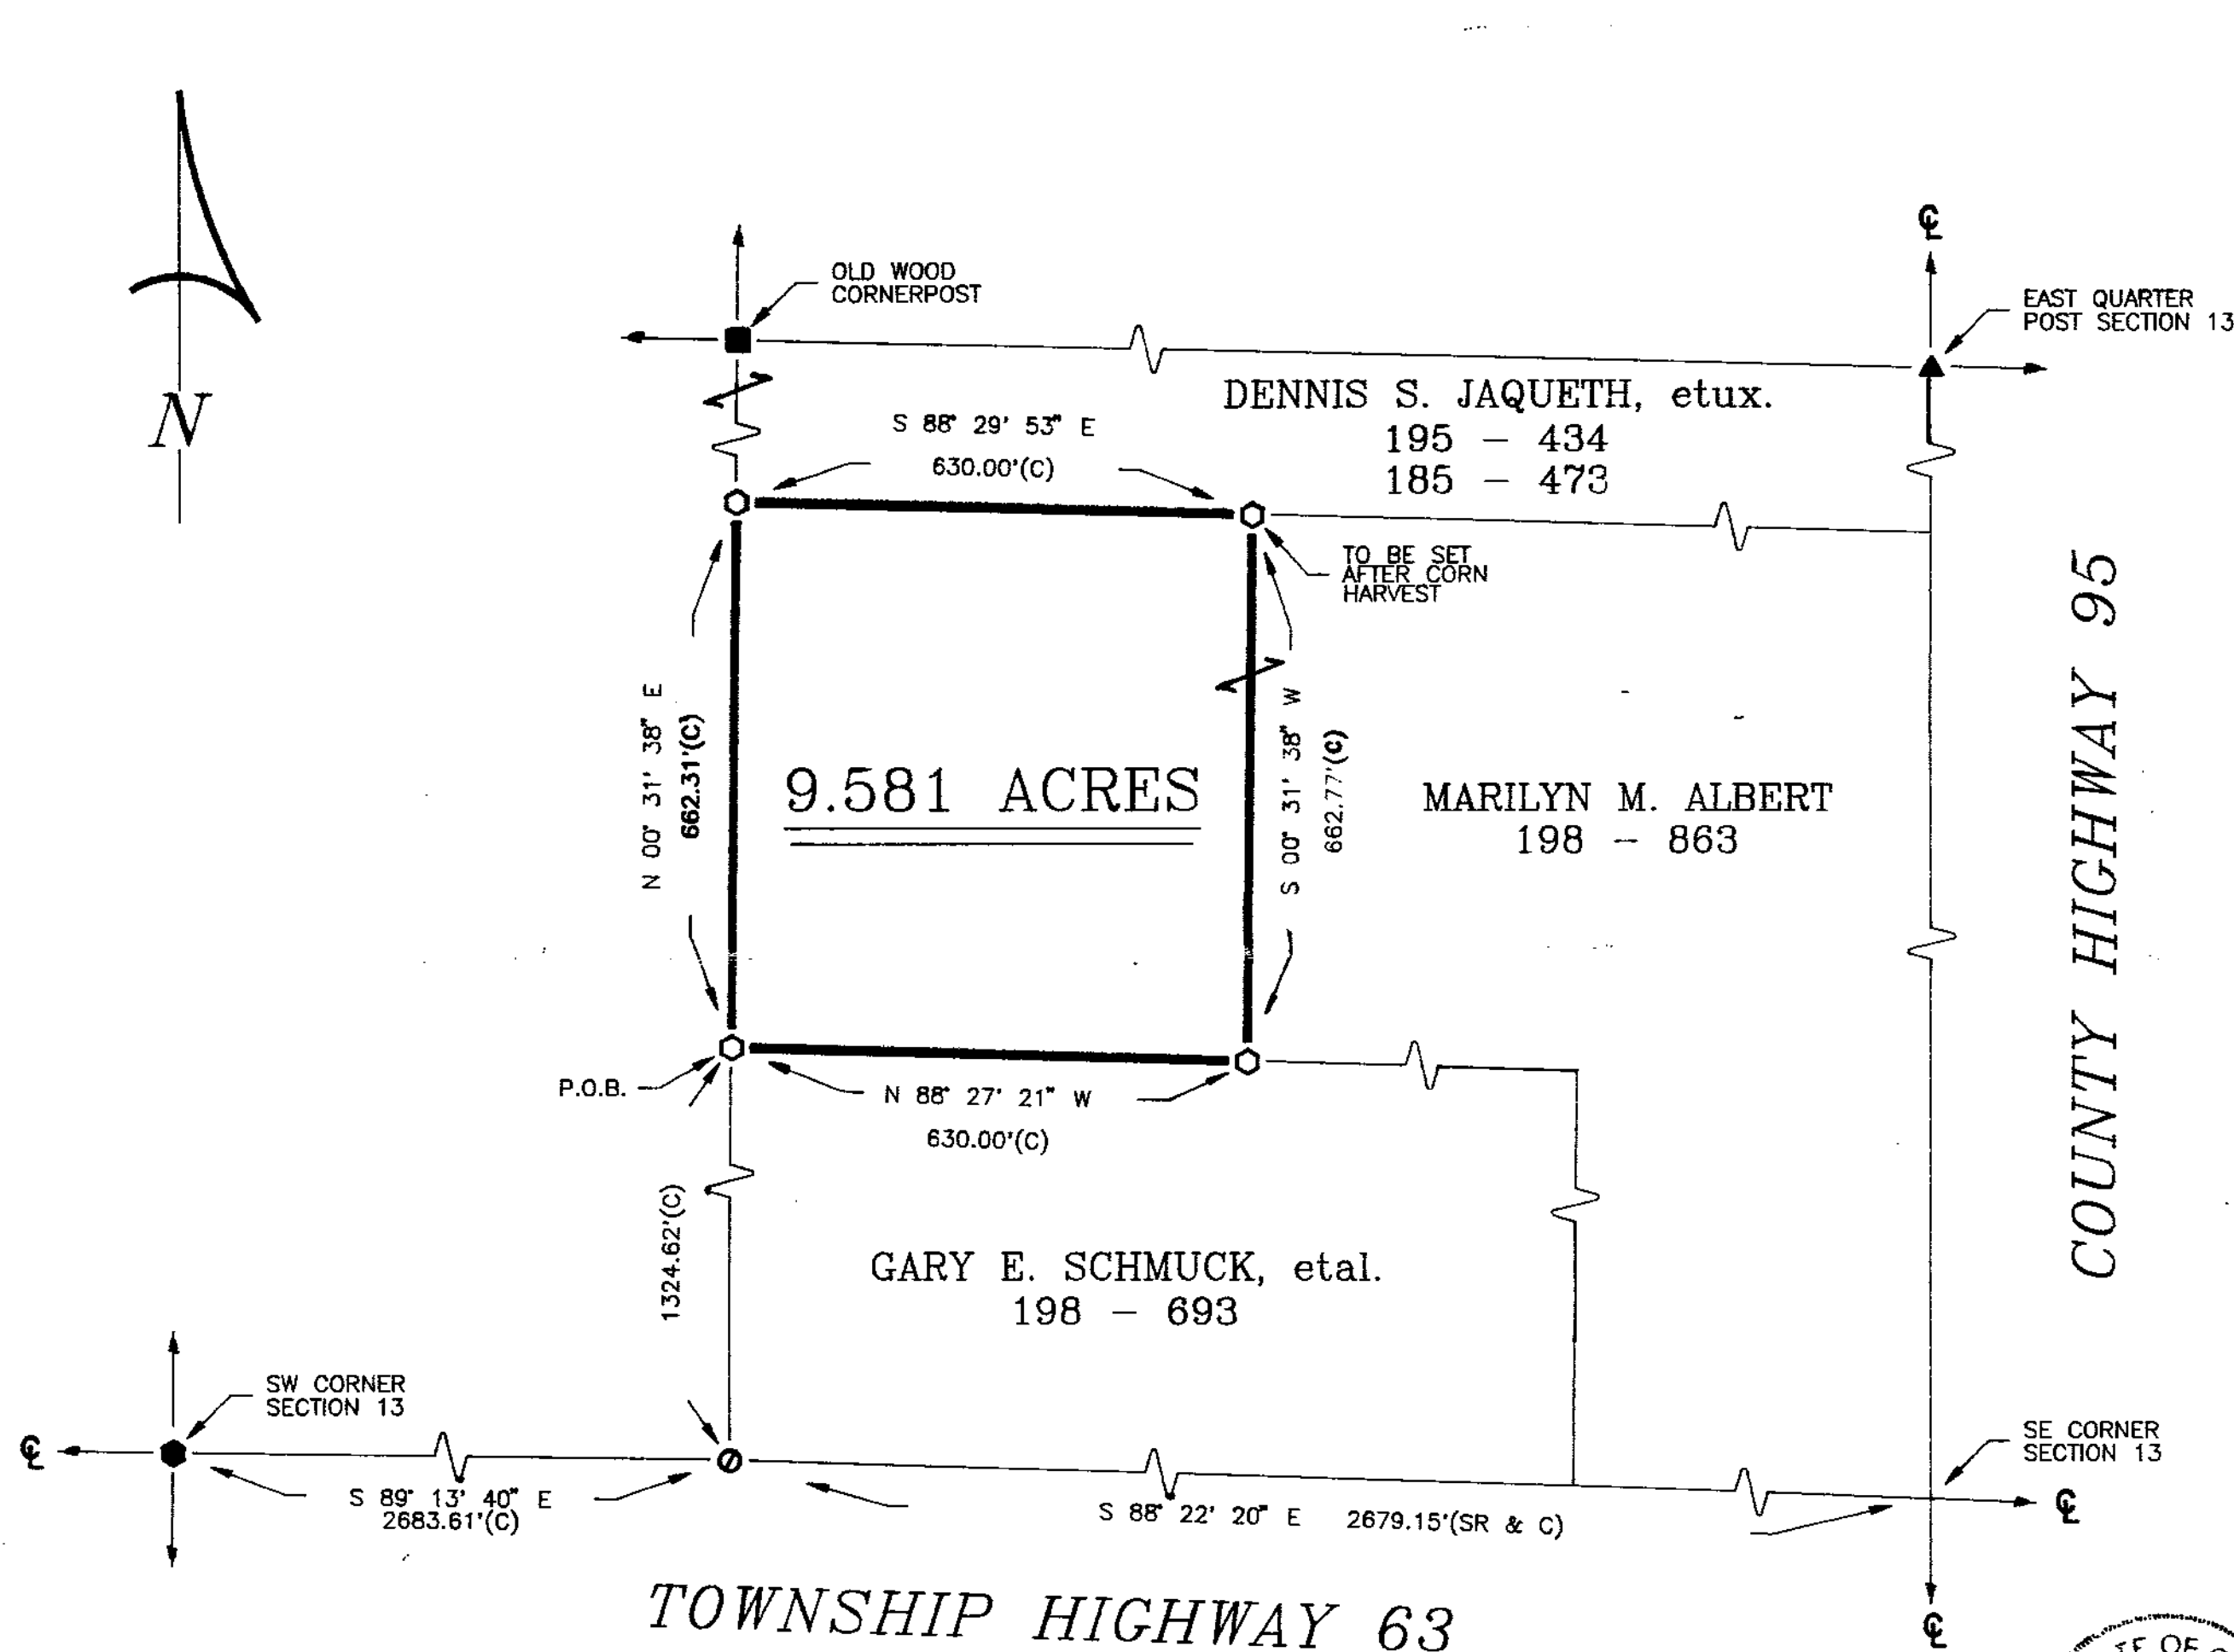 ℄
OLD WOOD
CORNERPOST
EAST QUARTER
POST SECTION 13
N
DENNIS S. JAQUETH, etux.
195 - 434
185 - 473
S 88° 29' 53" E
630.00'(C)
TO BE SET
AFTER CORN
HARVEST
N 00° 31' 38" E
662.31'(C)
9.581 ACRES
S 00° 31' 38" W
662.77'(C)
MARILYN M. ALBERT
198 - 863
COUNTY HIGHWAY 95
P.O.B.
N 88° 27' 21" W
630.00'(C)
1324.62'(C)
GARY E. SCHMUCK, etal.
198 - 693
SW CORNER
SECTION 13
SE CORNER
SECTION 13
℄
S 89° 13' 40" E
2683.61'(C)
S 88° 22' 20" E 2679.15'(SR & C)
℄
TOWNSHIP HIGHWAY 63
℄
TE OF